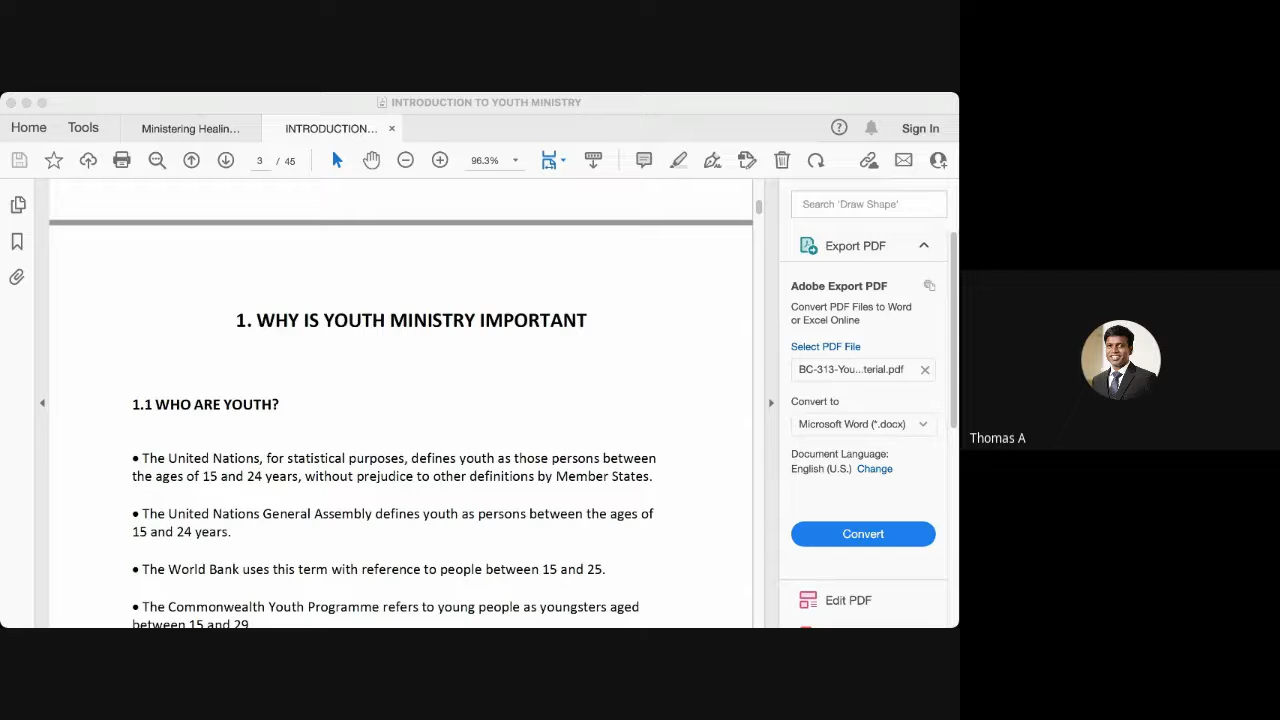 INTRODUCTION TO YOUTH MINISTRY
Home Tools Ministering Healin... INTRODUCTION... × Sign In
3 / 45 96.3%
Search 'Draw Shape'
Export PDF
1. WHY IS YOUTH MINISTRY IMPORTANT
1.1 WHO ARE YOUTH?
• The United Nations, for statistical purposes, defines youth as those persons between
the ages of 15 and 24 years, without prejudice to other definitions by Member States.
• The United Nations General Assembly defines youth as persons between the ages of
15 and 24 years.
• The World Bank uses this term with reference to people between 15 and 25.
• The Commonwealth Youth Programme refers to young people as youngsters aged
between 15 and 29
Adobe Export PDF
Convert PDF Files to Word
or Excel Online
Select PDF File
BC-313-You...terial.pdf
Convert to
Microsoft Word (*.docx)
Document Language:
English (U.S.) Change
Convert
Edit PDF
Thomas A